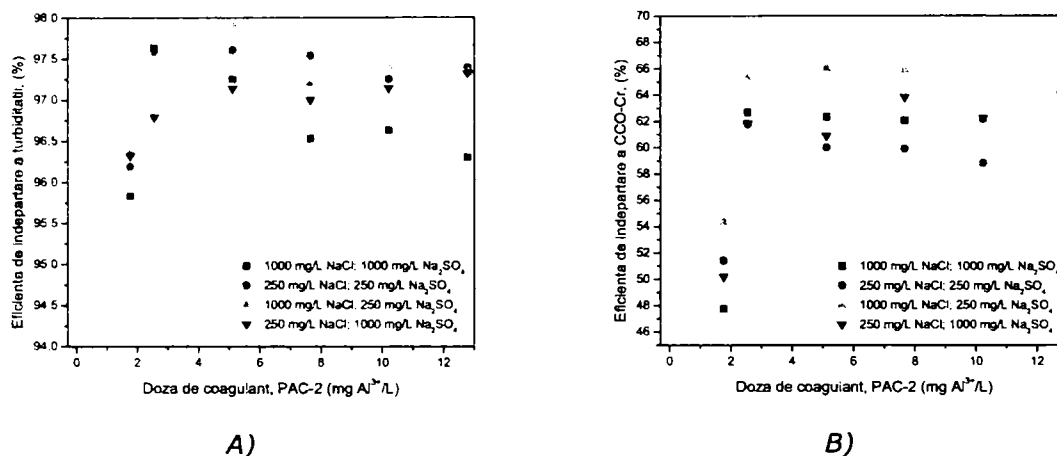 98.0
97.5
97.0
96.5
96.0
95.5
95.0
94.5
94.0
Eficienta de indepartare a turbiditatii, (%)
1000 mg/L NaCl; 1000 mg/L Na₂SO₄
250 mg/L NaCl; 250 mg/L Na₂SO₄
1000 mg/L NaCl; 250 mg/L Na₂SO₄
250 mg/L NaCl; 1000 mg/L Na₂SO₄
0 2 4 6 8 10 12
Doza de coagulant, PAC-2 (mg Al³⁺/L)
A)
70
68
66
64
62
60
58
56
54
52
50
48
46
Eficienta de indepartare a CCO-Cr, (%)
1000 mg/L NaCl; 1000 mg/L Na₂SO₄
250 mg/L NaCl; 250 mg/L Na₂SO₄
1000 mg/L NaCl; 250 mg/L Na₂SO₄
250 mg/L NaCl; 1000 mg/L Na₂SO₄
0 2 4 6 8 10 12
Doza de coagulant, PAC-2 (mg Al³⁺/L)
B)